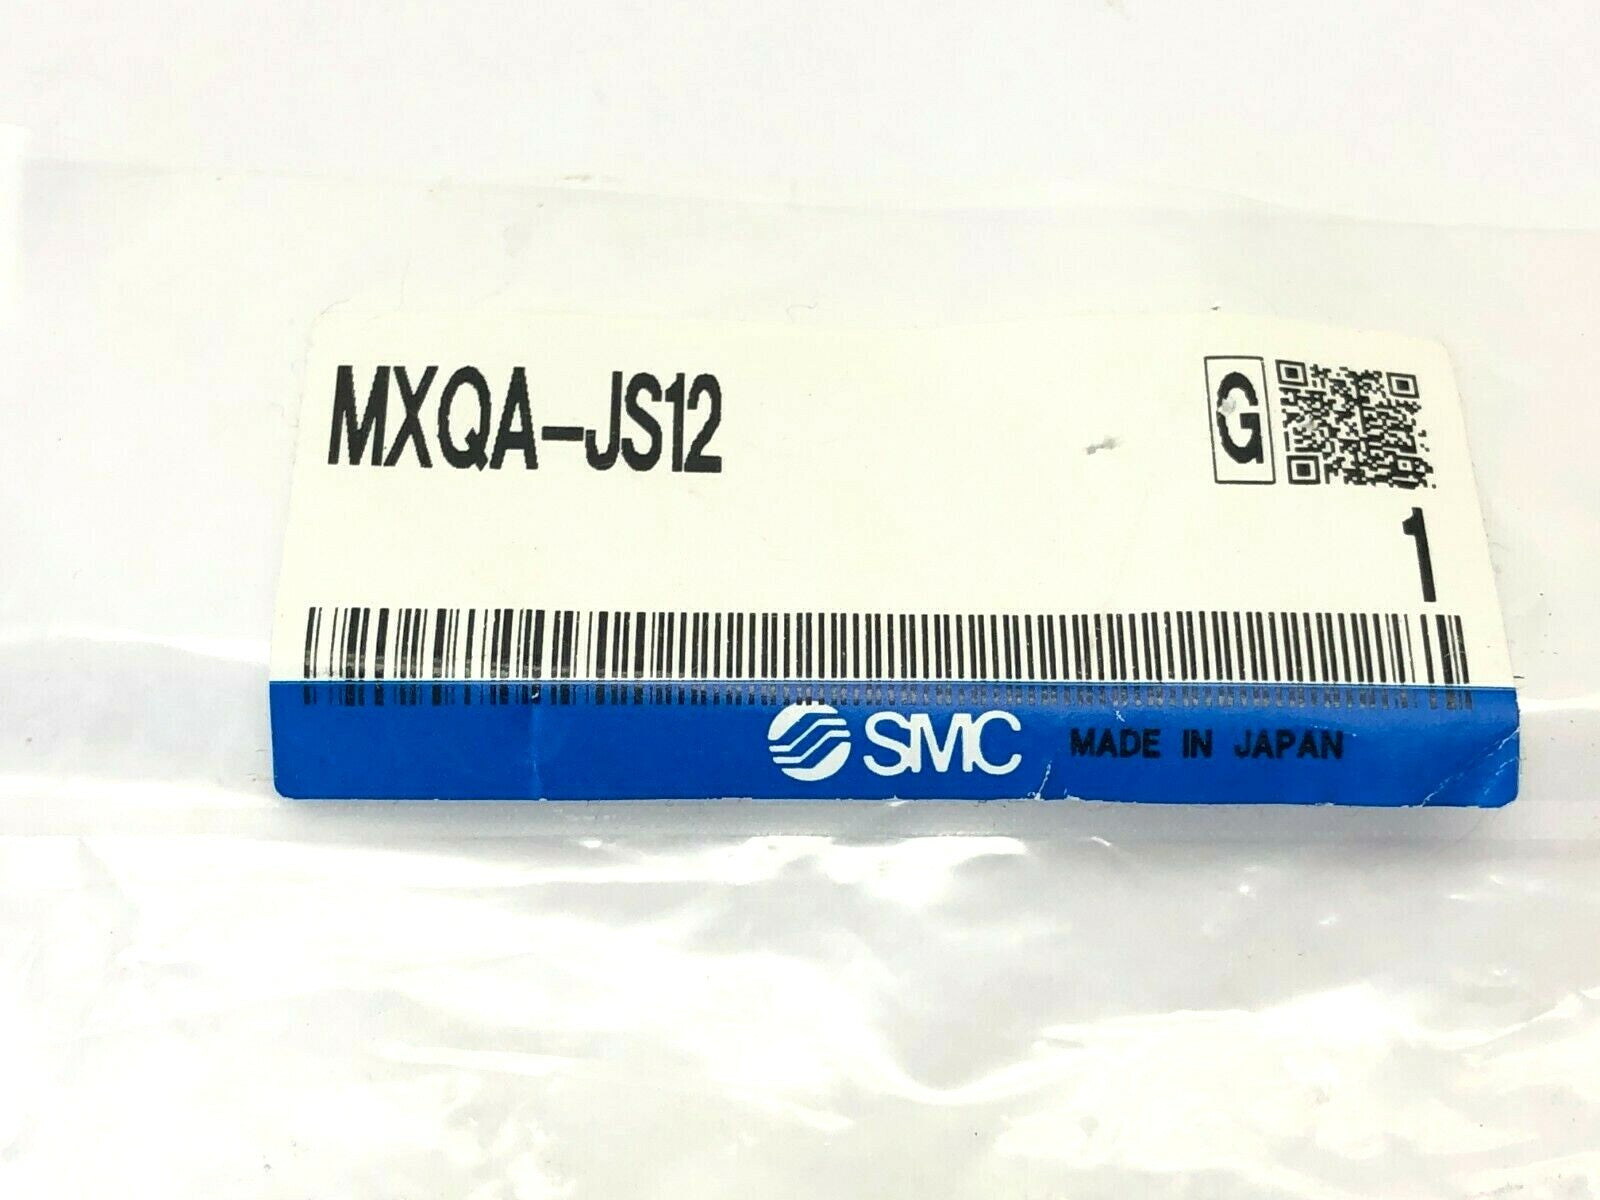 MXQA-JS12
G
1
SMC MADE IN JAPAN